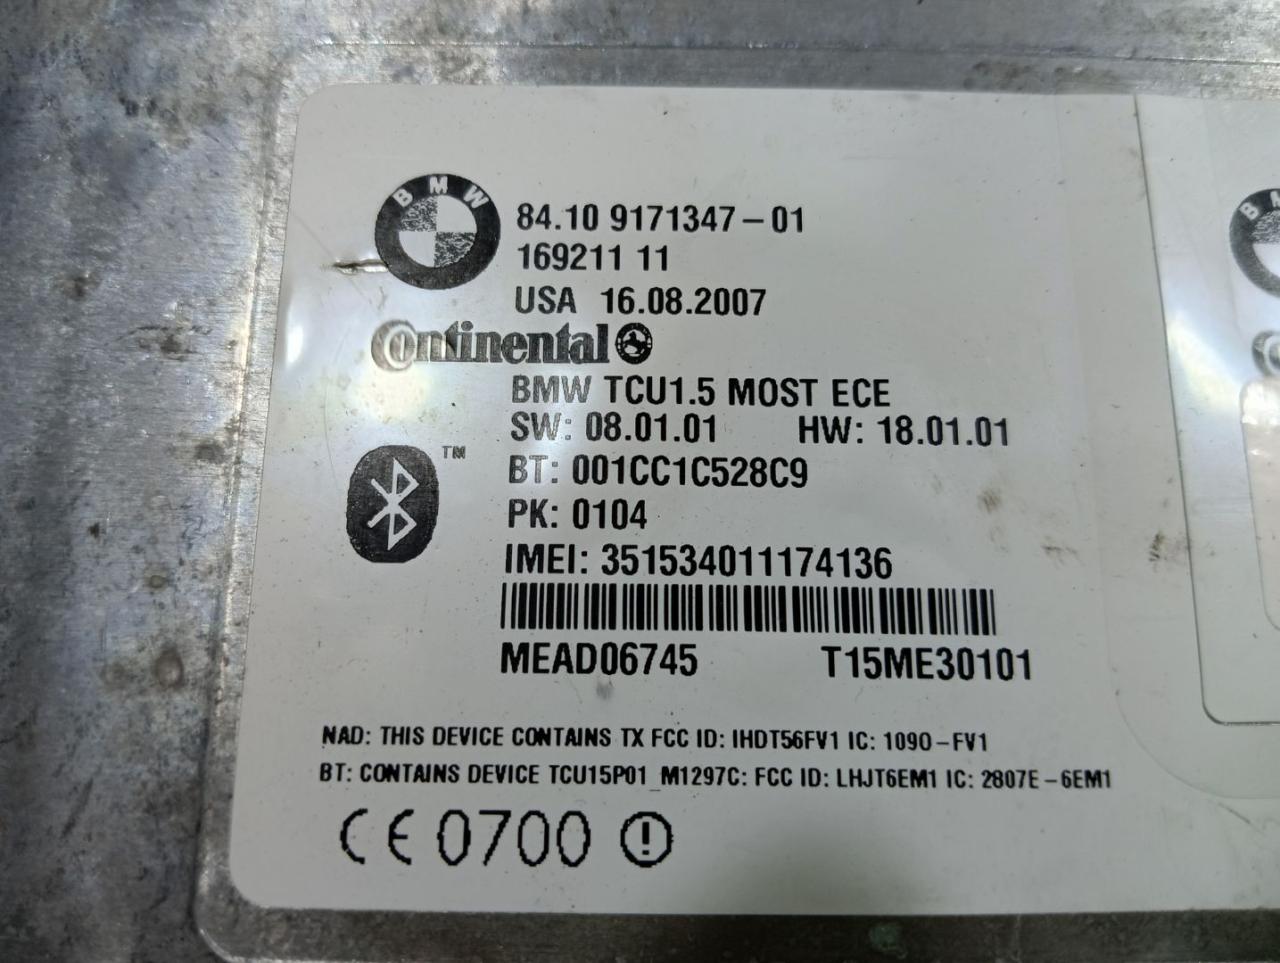 BMW
84.10 9171347-01
169211 11
USA 16.08.2007
Continental
BMW TCU1.5 MOST ECE
SW: 08.01.01 HW: 18.01.01
BT: 001CC1C528C9
TM
PK: 0104
IMEI: 351534011174136
MEAD06745 T15ME30101
NAD: THIS DEVICE CONTAINS TX FCC ID: IHDT56FV1 IC: 1090-FV1
BT: CONTAINS DEVICE TCU15P01_M1297C: FCC ID: LHJT6EM1 IC: 2807E-6EM1
CE 0700